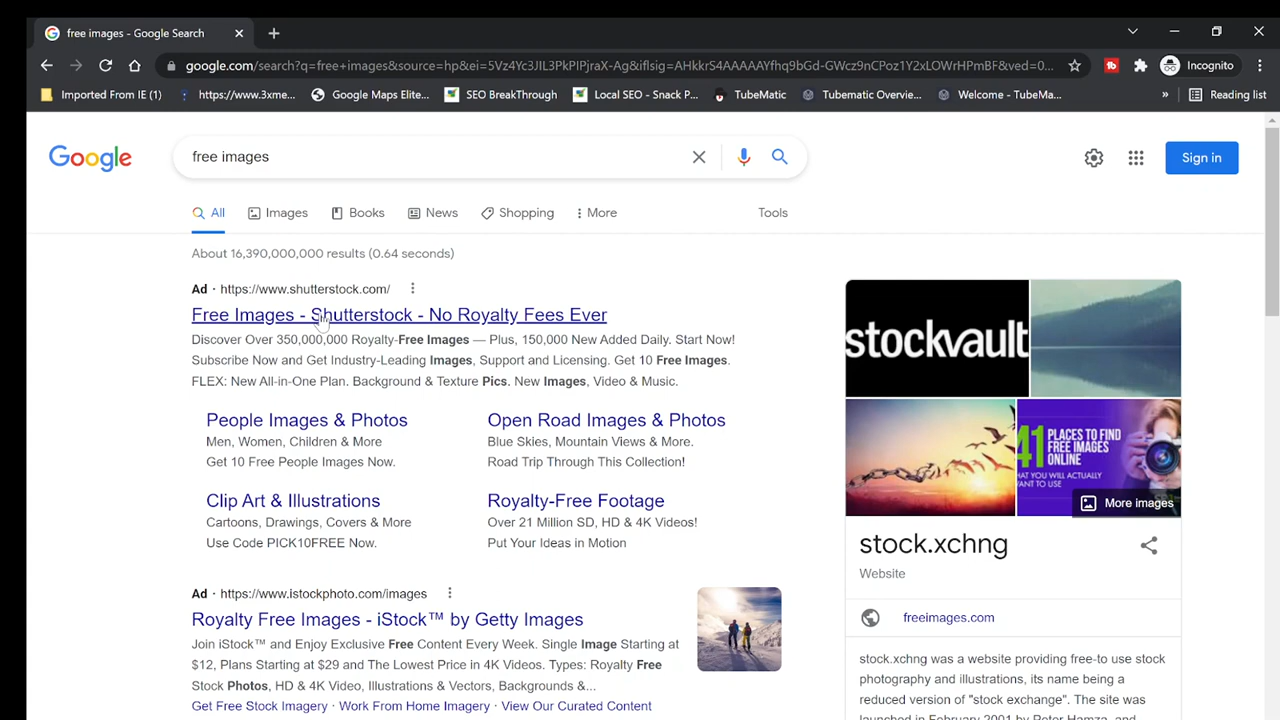 free images - Google Search
google.com/search?q=free+images&source=hp&ei=5Vz4Yc3JIL3PkPIPjraX-Ag&iflsig=AHkkrS4AAAAAYfhq9bGd-GWcz9nCPoz1Y2xLOWrHPmBF&ved=0...
Incognito
Imported From IE (1)
https://www.3xme...
Google Maps Elite...
SEO BreakThrough
Local SEO - Snack P...
TubeMatic
Tubematic Overvie...
Welcome - TubeMa...
»
Reading list
Google
free images
Sign in
All
Images
Books
News
Shopping
More
Tools
About 16,390,000,000 results (0.64 seconds)
Ad · https://www.shutterstock.com/
Free Images - Shutterstock - No Royalty Fees Ever
Discover Over 350,000,000 Royalty-Free Images — Plus, 150,000 New Added Daily. Start Now!
Subscribe Now and Get Industry-Leading Images, Support and Licensing. Get 10 Free Images.
FLEX: New All-in-One Plan. Background & Texture Pics. New Images, Video & Music.
People Images & Photos
Men, Women, Children & More
Get 10 Free People Images Now.
Open Road Images & Photos
Blue Skies, Mountain Views & More.
Road Trip Through This Collection!
Clip Art & Illustrations
Cartoons, Drawings, Covers & More
Use Code PICK10FREE Now.
Royalty-Free Footage
Over 21 Million SD, HD & 4K Videos!
Put Your Ideas in Motion
Ad · https://www.istockphoto.com/images
Royalty Free Images - iStock™ by Getty Images
Join iStock™ and Enjoy Exclusive Free Content Every Week. Single Image Starting at
$12, Plans Starting at $29 and The Lowest Price in 4K Videos. Types: Royalty Free
Stock Photos, HD & 4K Video, Illustrations & Vectors, Backgrounds &...
Get Free Stock Imagery · Work From Home Imagery · View Our Curated Content
stockvault
41 PLACES TO FIND
FREE IMAGES
ONLINE
WHAT YOU WILL ACTUALLY
WANT TO USE
More images
stock.xchng
Website
freeimages.com
stock.xchng was a website providing free-to use stock
photography and illustrations, its name being a
reduced version of "stock exchange". The site was
launched in February 2001 by Peter Hamza, and